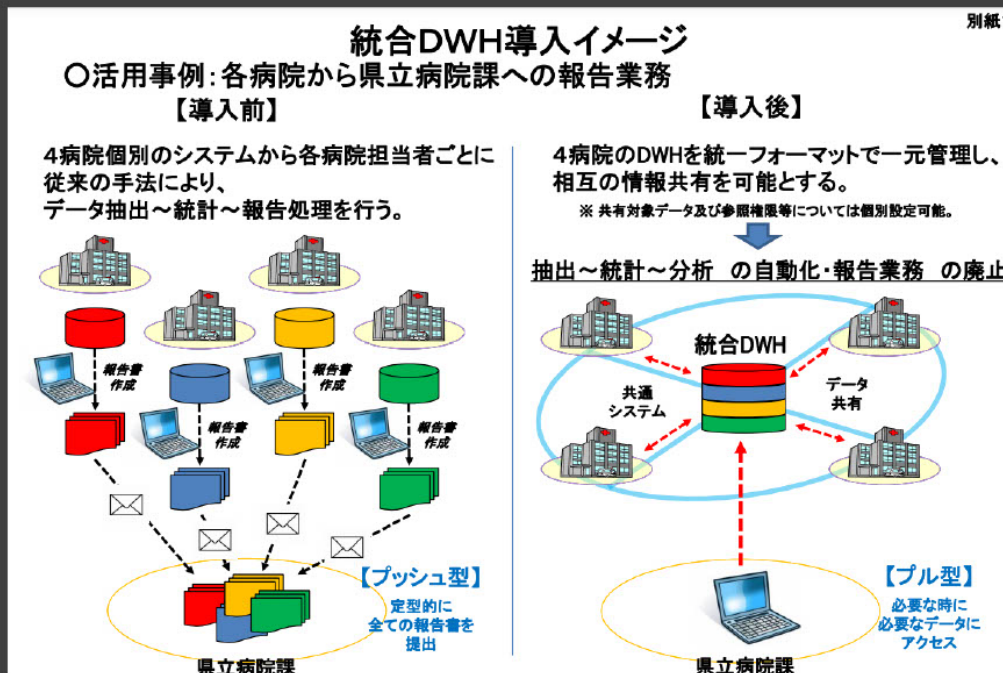 別紙
統合DWH導入イメージ
〇活用事例：各病院から県立病院課への報告業務
【導入前】
4病院個別のシステムから各病院担当者ごとに
従来の手法により、
データ抽出～統計～報告処理を行う。
報告書
作成
報告書
作成
報告書
作成
報告書
作成
【プッシュ型】
定型的に
全ての報告書を
提出
県立病院課
【導入後】
4病院のDWHを統一フォーマットで一元管理し、
相互の情報共有を可能とする。
※ 共有対象データ及び参照権限等については個別設定可能。
抽出～統計～分析　の自動化・報告業務　の廃止
統合DWH
共通
システム
データ
共有
【プル型】
必要な時に
必要なデータに
アクセス
県立病院課